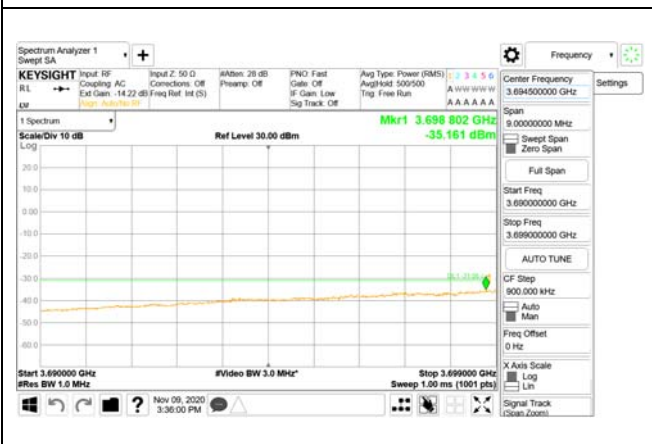 Spectrum Analyzer 1
Swept SA
Frequency
KEYSIGHT
RL
Input: RF
Coupling: AC
Ext Gain: -14.22 dB
Align: Auto/No RF
Input Z: 50 Ω
Corrections: Off
Freq Ref: Int (S)
#Atten: 28 dB
Preamp: Off
PNO: Fast
Gate: Off
IF Gain: Low
Sig Track: Off
Avg Type: Power (RMS)
Avg|Hold: 500/500
Trig: Free Run
1 2 3 4 5 6
A W W W W W
A A A A A A
1 Spectrum
Scale/Div 10 dB
Log
Ref Level 30.00 dBm
Mkr1 3.698 802 GHz
-35.161 dBm
20.0
10.0
0.00
-10.0
-20.0
-30.0
-40.0
-50.0
-60.0
Start 3.690000 GHz
#Res BW 1.0 MHz
#Video BW 3.0 MHz*
Stop 3.699000 GHz
Sweep 1.00 ms (1001 pts)
Nov 09, 2020
3:36:00 PM
Center Frequency
3.694500000 GHz
Settings
Span
9.00000000 MHz
Swept Span
Zero Span
Full Span
Start Freq
3.690000000 GHz
Stop Freq
3.699000000 GHz
AUTO TUNE
CF Step
900.000 kHz
Auto
Man
Freq Offset
0 Hz
X Axis Scale
Log
Lin
Signal Track
(Span Zoom)